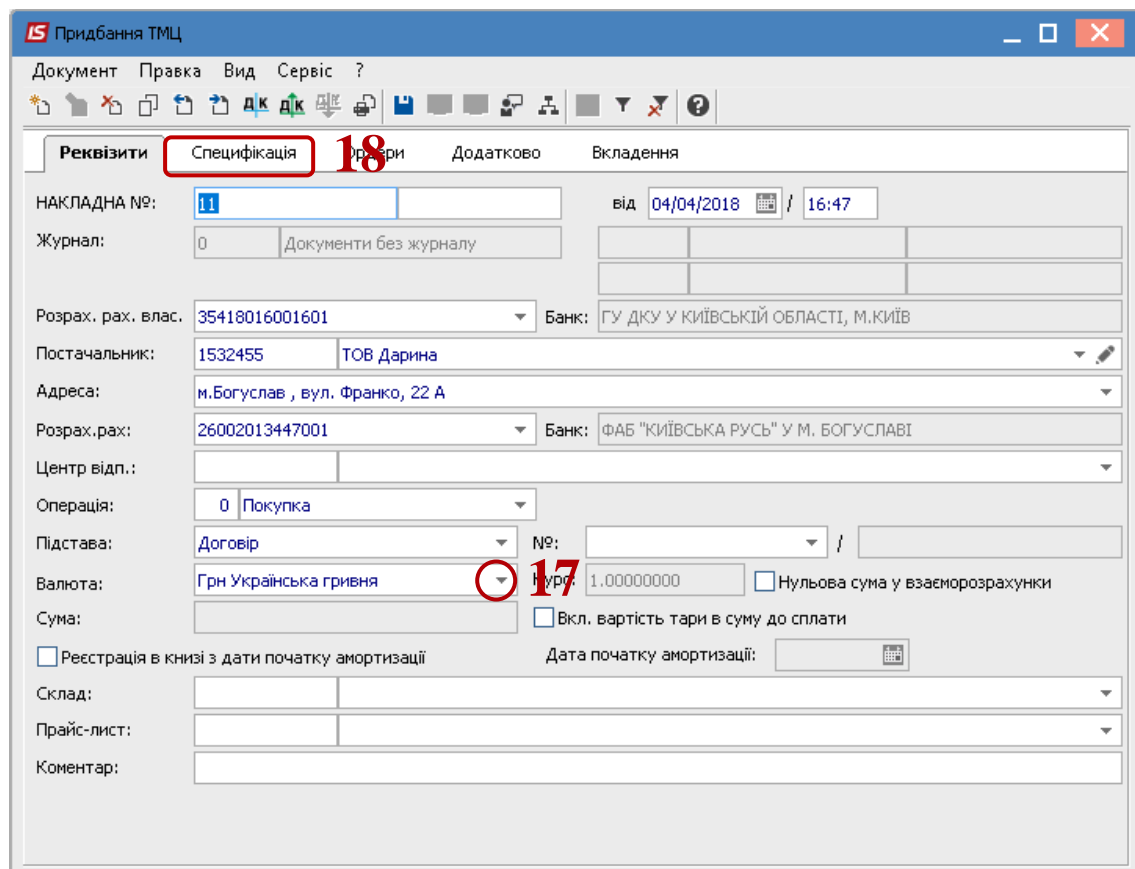 Придбання ТМЦ
Документ Правка Вид Сервіс ?
Реквізити Специфікація 18 Ордери Додатково Вкладення
НАКЛАДНА №: 11 від 04/04/2018 / 16:47
Журнал: 0 Документи без журналу
Розрах. рах. влас. 35418016001601 Банк: ГУ ДКУ У КИЇВСЬКІЙ ОБЛАСТІ, М.КИЇВ
Постачальник: 1532455 ТОВ Дарина
Адреса: м.Богуслав , вул. Франко, 22 А
Розрах.рах: 26002013447001 Банк: ФАБ "КИЇВСЬКА РУСЬ" У М. БОГУСЛАВІ
Центр відп.:
Операція: 0 Покупка
Підстава: Договір №: /
Валюта: Грн Українська гривня 17 Курс: 1.00000000 Нульова сума у взаєморозрахунки
Сума: Вкл. вартість тари в суму до сплати
Реєстрація в книзі з дати початку амортизації Дата початку амортизації:
Склад:
Прайс-лист:
Коментар: